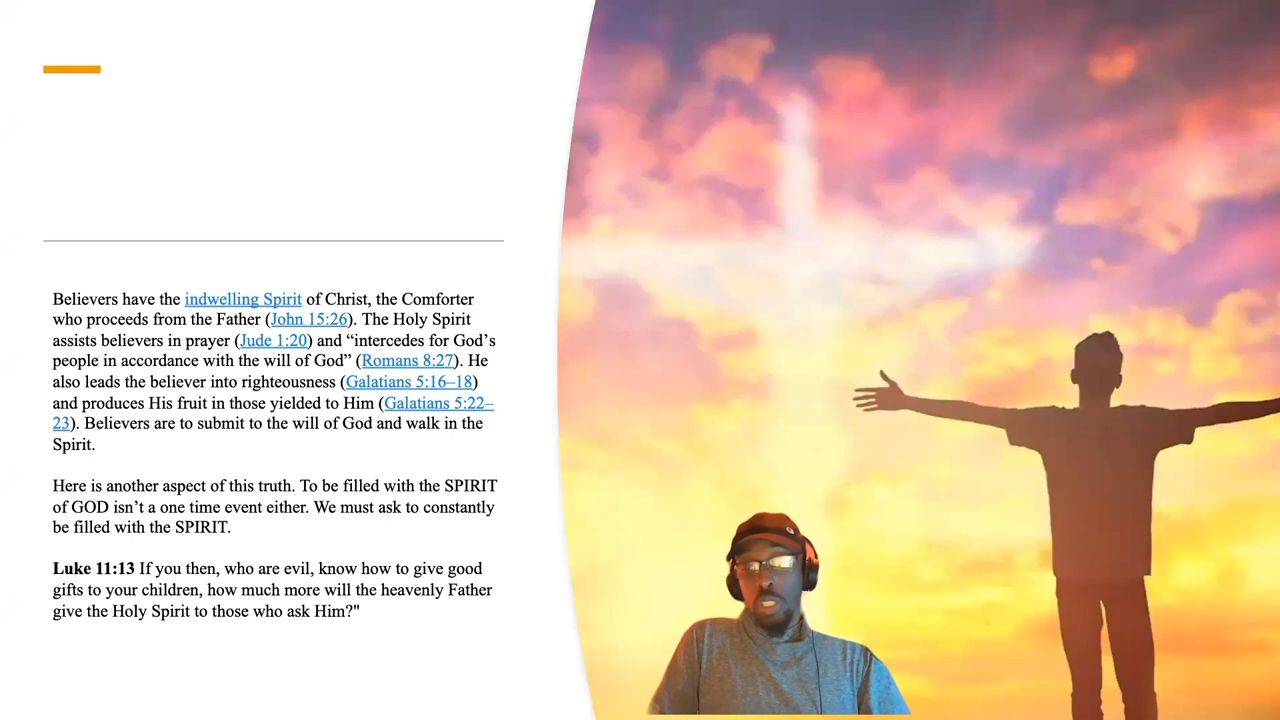 Believers have the indwelling Spirit of Christ, the Comforter
who proceeds from the Father (John 15:26). The Holy Spirit
assists believers in prayer (Jude 1:20) and “intercedes for God’s
people in accordance with the will of God” (Romans 8:27). He
also leads the believer into righteousness (Galatians 5:16–18)
and produces His fruit in those yielded to Him (Galatians 5:22–
23). Believers are to submit to the will of God and walk in the
Spirit.
Here is another aspect of this truth. To be filled with the SPIRIT
of GOD isn’t a one time event either. We must ask to constantly
be filled with the SPIRIT.
Luke 11:13 If you then, who are evil, know how to give good
gifts to your children, how much more will the heavenly Father
give the Holy Spirit to those who ask Him?"